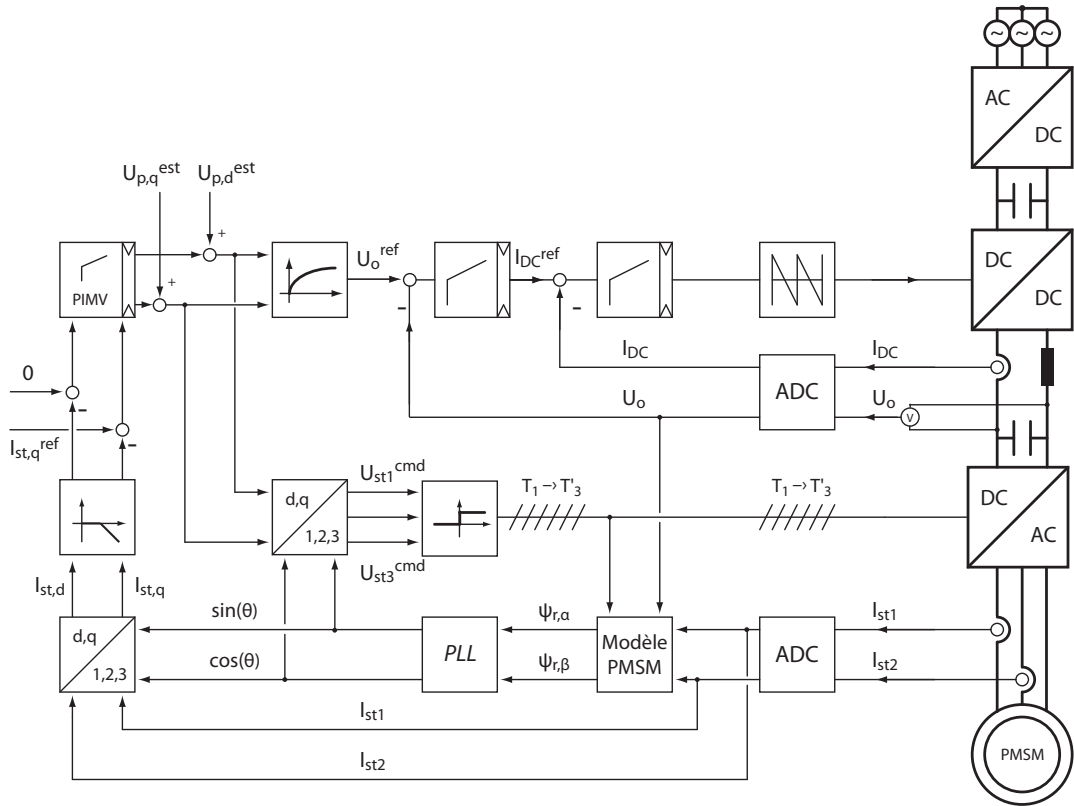 ~ ~ ~
AC
DC
U_p,q^est U_p,d^est
+
+
PIMV
U_o^ref
I_DC^ref
DC
DC
-
-
I_DC
I_DC
ADC
U_o
U_o
V
0
-
I_st,q^ref
-
d,q
1,2,3
U_st1^cmd
U_st3^cmd
T_1 -> T'_3
T_1 -> T'_3
DC
AC
I_st,d
I_st,q
d,q
1,2,3
sin(θ)
cos(θ)
PLL
ψ_r,α
ψ_r,β
Modèle
PMSM
ADC
I_st1
I_st2
I_st1
I_st2
PMSM